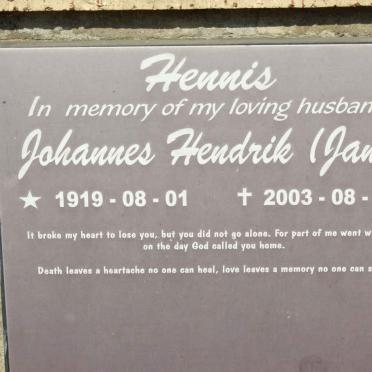 Hennis
In memory of my loving husban
Johannes Hendrik (Jan
★ 1919 - 08 - 01 ✝ 2003 - 08 -
It broke my heart to lose you, but you did not go alone. For part of me went w
on the day God called you home.
Death leaves a heartache no one can heal, love leaves a memory no one can s